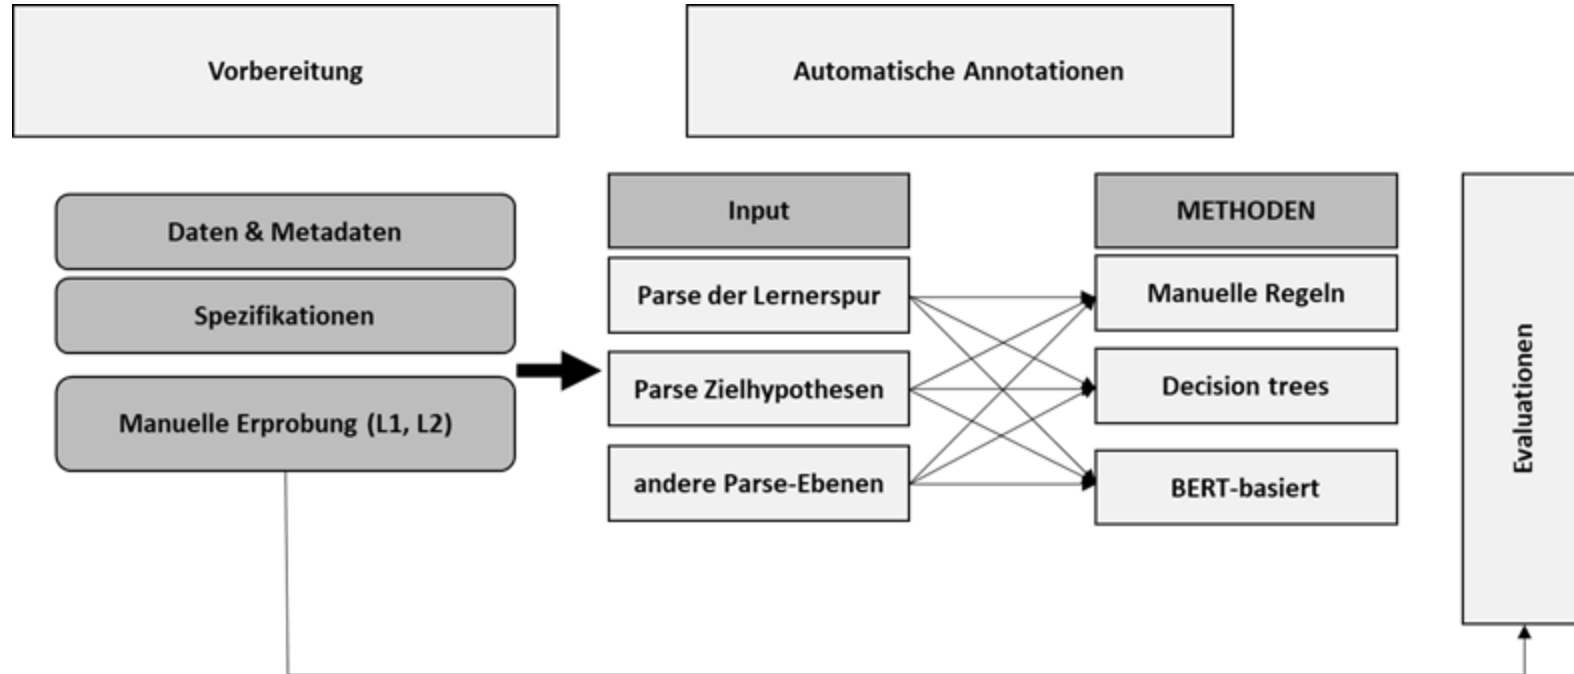 Vorbereitung
Automatische Annotationen
Daten & Metadaten
Spezifikationen
Manuelle Erprobung (L1, L2)
Input
Parse der Lernerspur
Parse Zielhypothesen
andere Parse-Ebenen
METHODEN
Manuelle Regeln
Decision trees
BERT-basiert
Evaluationen